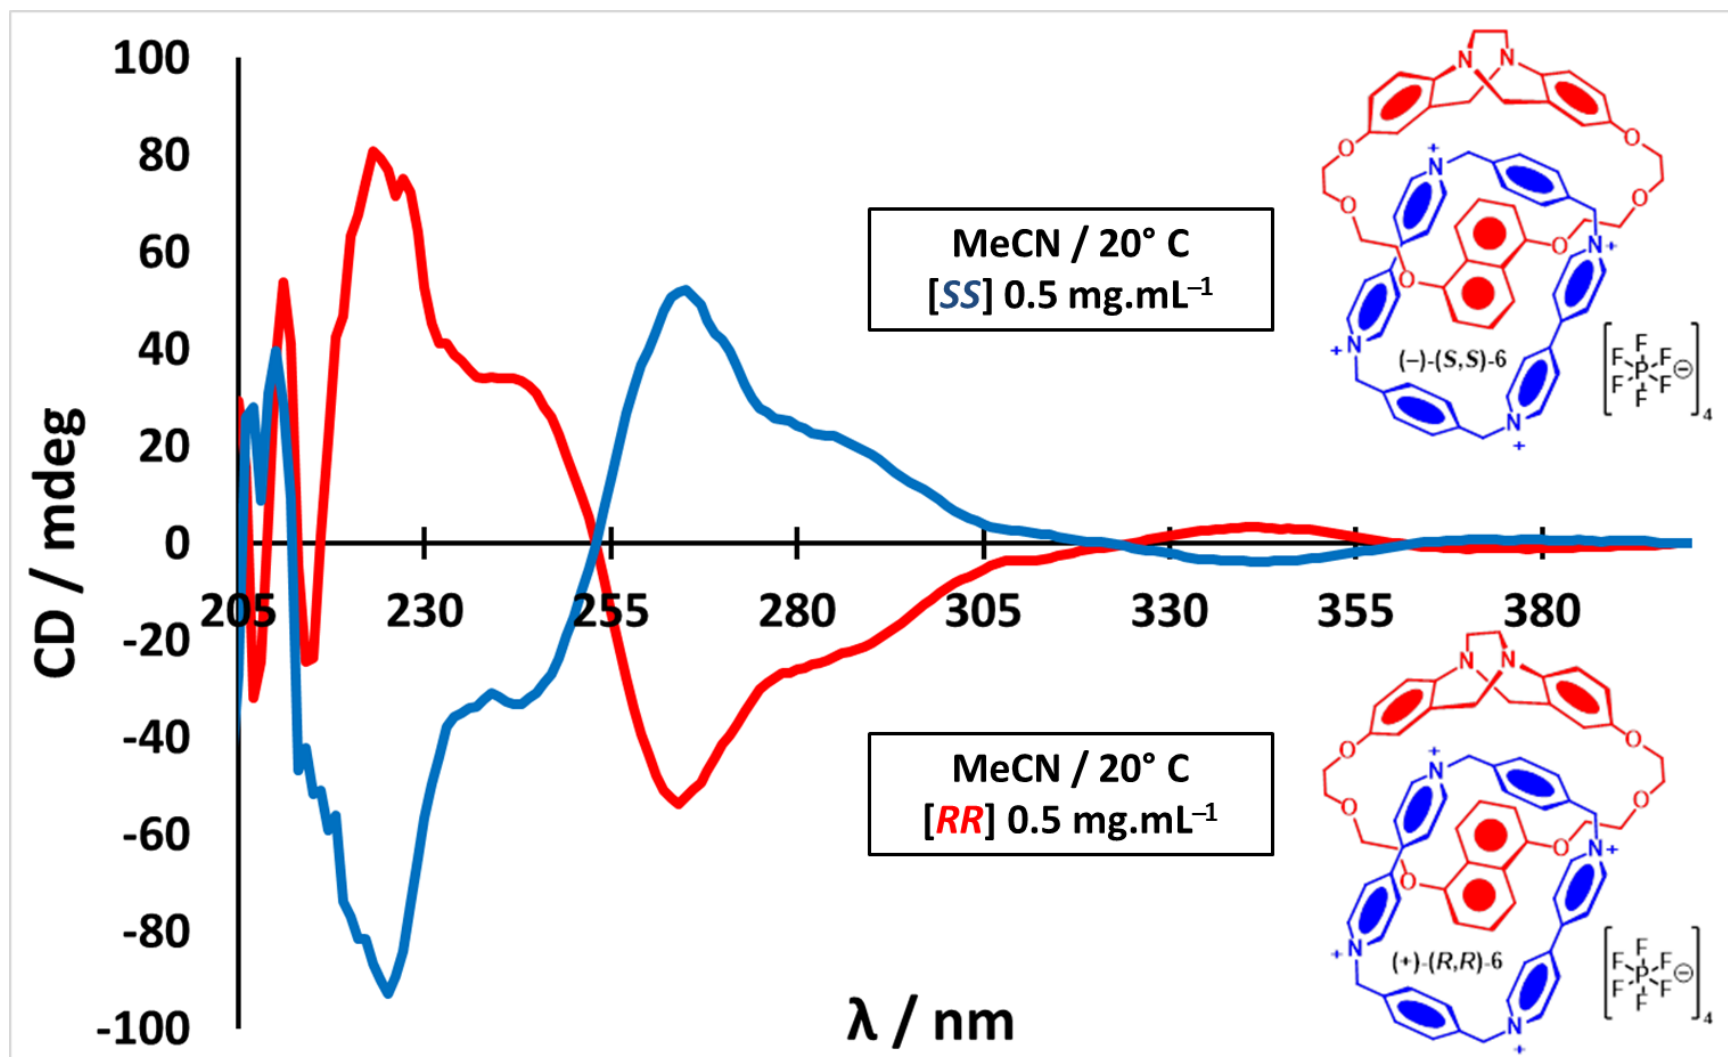 100
80
60
40
20
0
-20
-40
-60
-80
-100
CD / mdeg
205 230 255 280 305 330 355 380
λ / nm
MeCN / 20° C
[SS] 0.5 mg.mL⁻¹
MeCN / 20° C
[RR] 0.5 mg.mL⁻¹
N N
O O
O O
O O
N+ N+
N+ N+
(−)-(S,S)-6
[F F F P F F F ⊖]4
N N
O O
O O
O O
N+ N+
N+ N+
(+)-(R,R)-6
[F F F P F F F ⊖]4